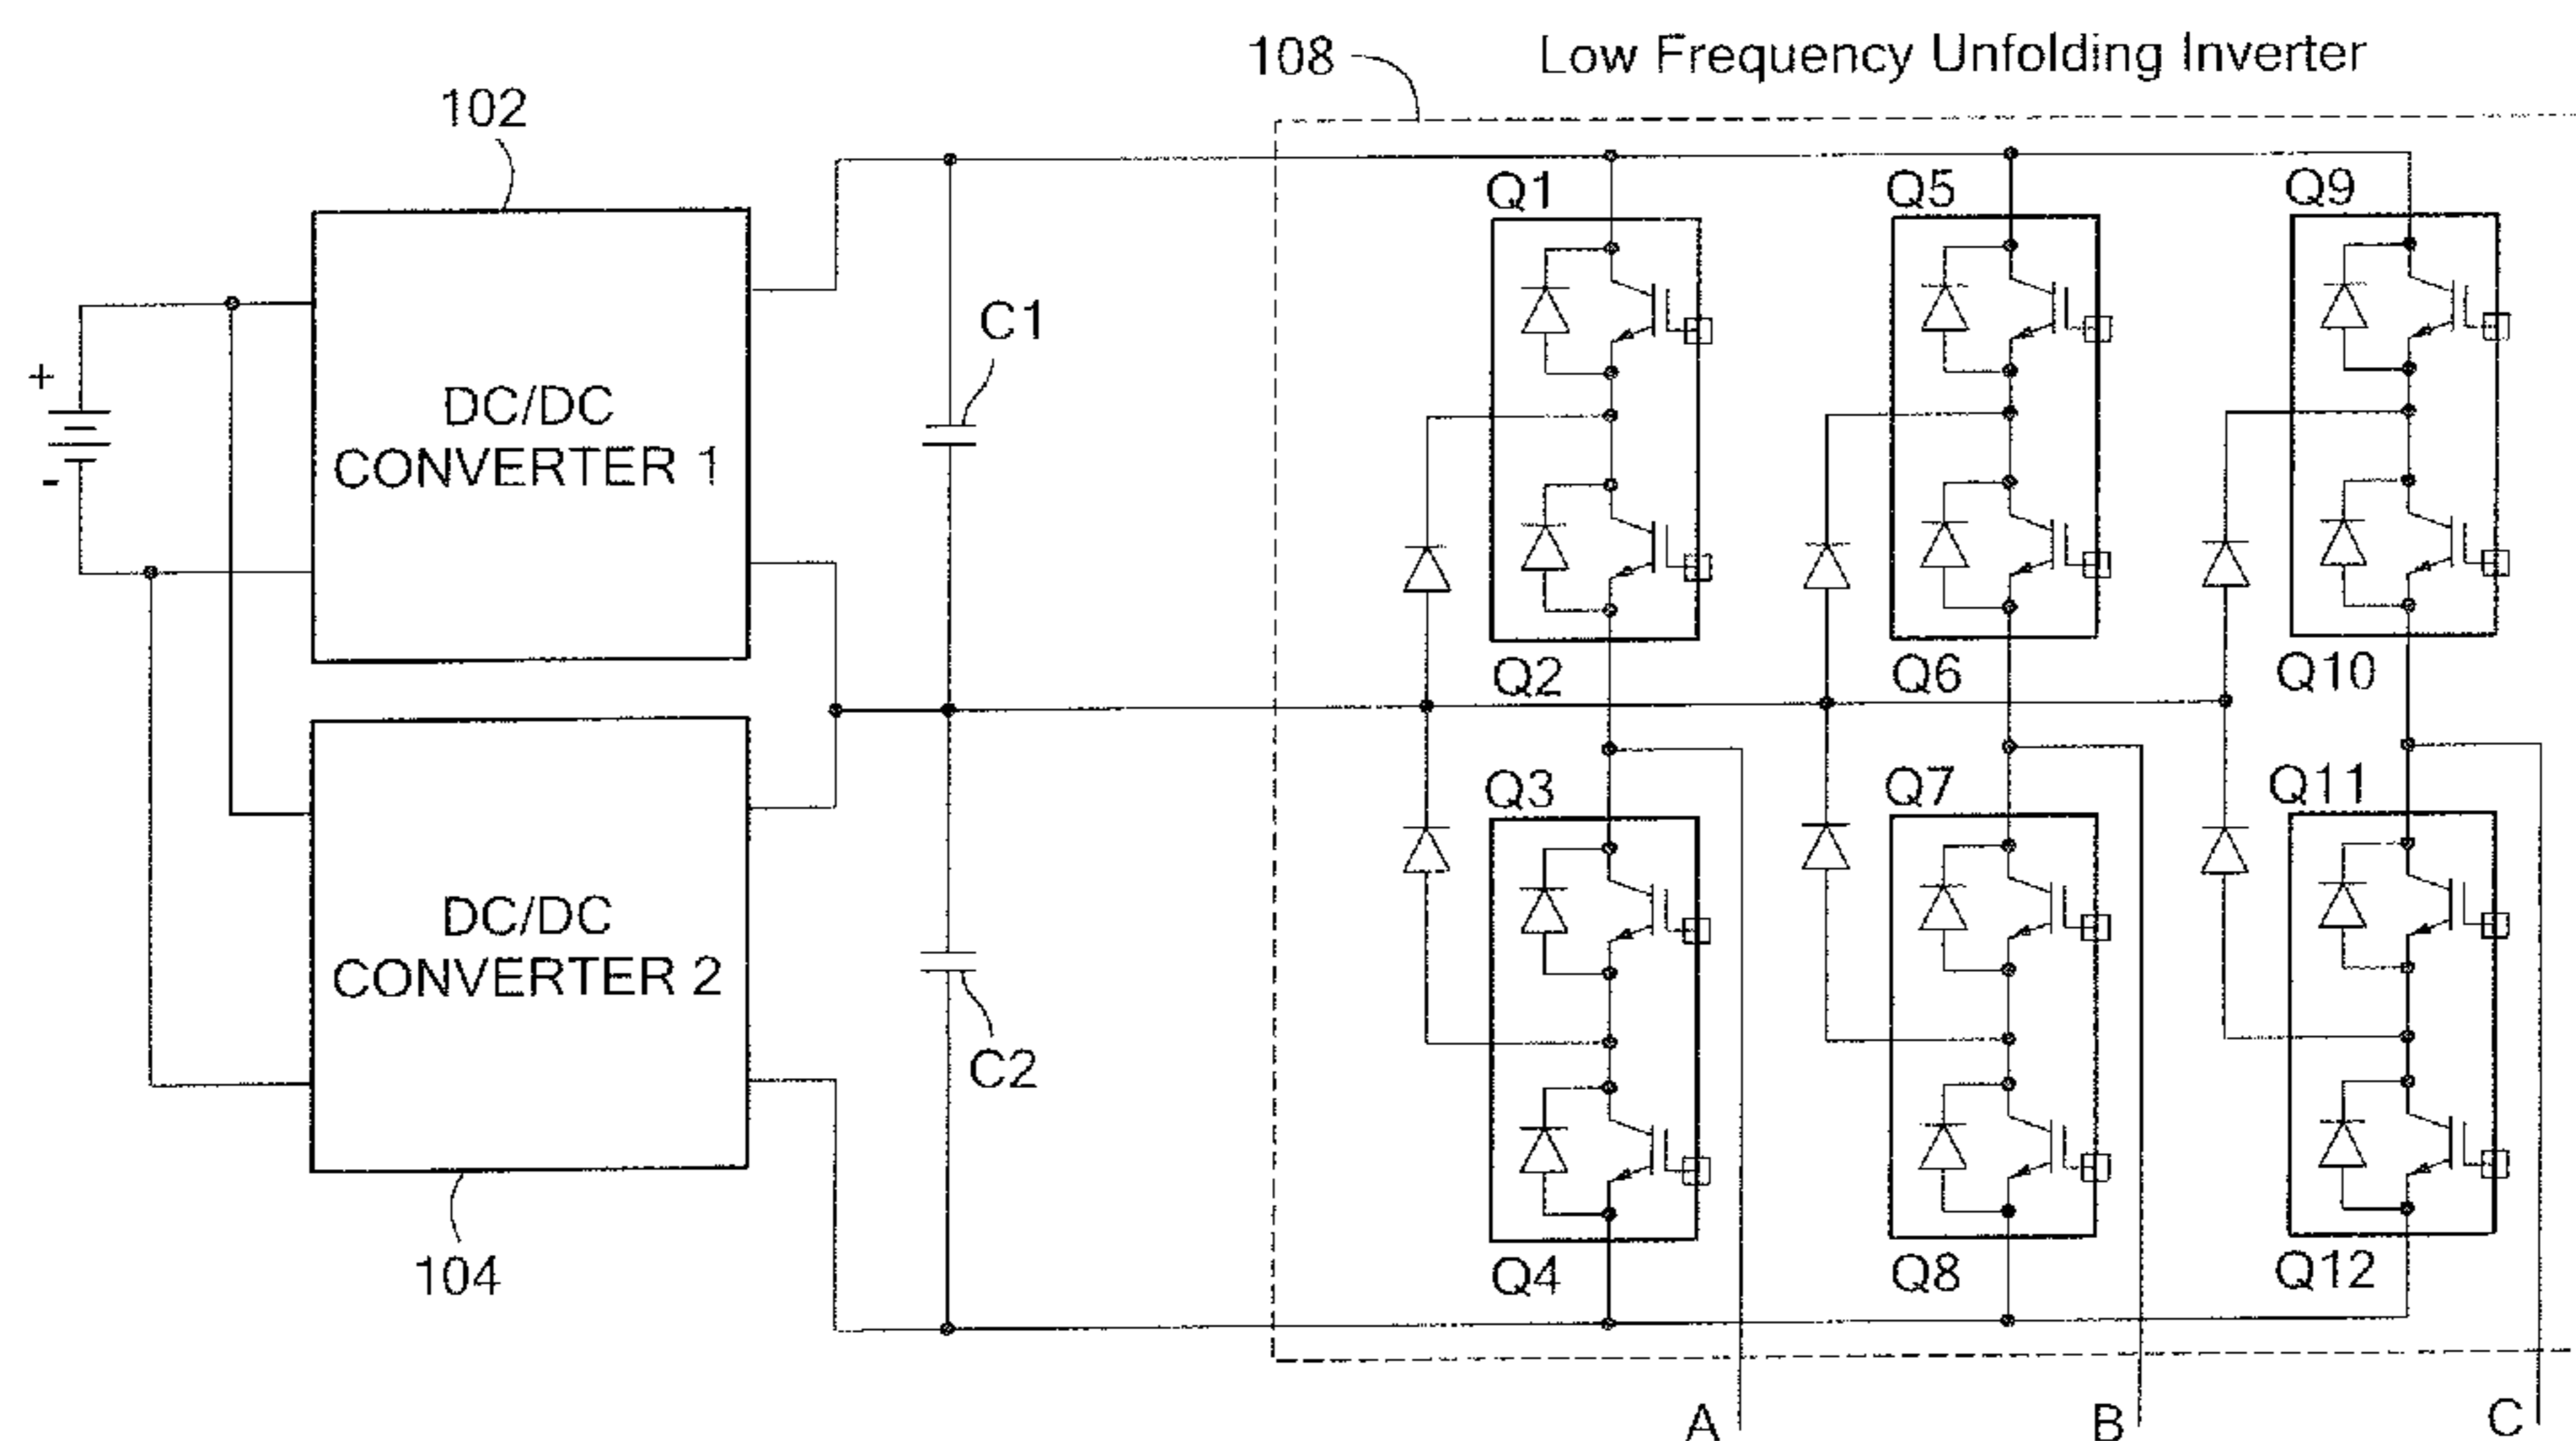 108
Low Frequency Unfolding Inverter
102
Q1
Q5
Q9
DC/DC
CONVERTER 1
C1
+
-
Q2
Q6
Q10
Q3
Q7
Q11
DC/DC
CONVERTER 2
C2
104
Q4
Q8
Q12
A
B
C